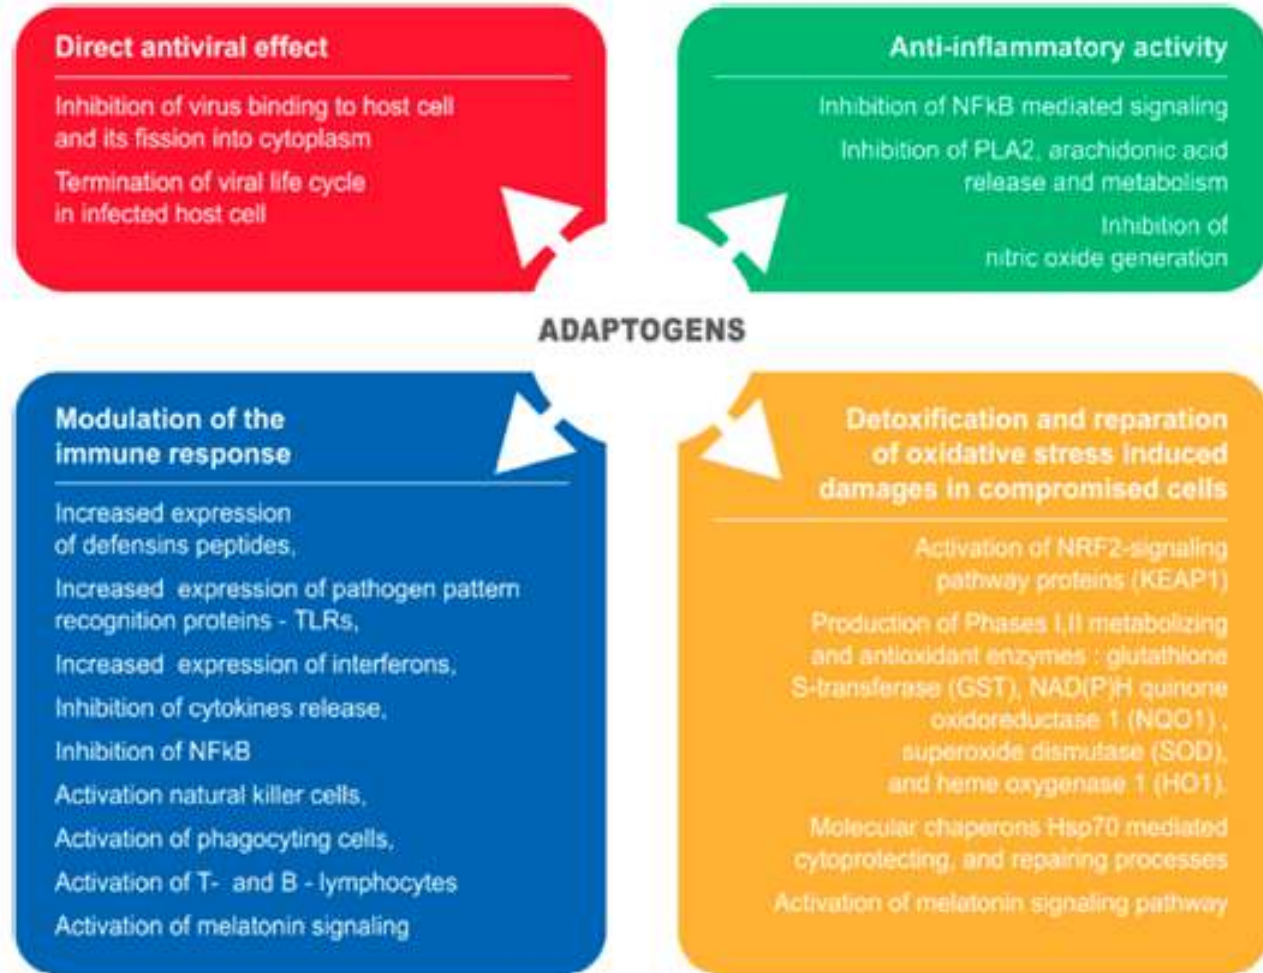 Direct antiviral effect
Inhibition of virus binding to host cell
and its fission into cytoplasm
Termination of viral life cycle
in infected host cell
Anti-inflammatory activity
Inhibition of NFkB mediated signaling
Inhibition of PLA2, arachidonic acid
release and metabolism
Inhibition of
nitric oxide generation
ADAPTOGENS
Modulation of the
immune response
Increased expression
of defensins peptides,
Increased expression of pathogen pattern
recognition proteins - TLRs,
Increased expression of interferons,
Inhibition of cytokines release,
Inhibition of NFkB
Activation natural killer cells,
Activation of phagocyting cells,
Activation of T- and B - lymphocytes
Activation of melatonin signaling
Detoxification and reparation
of oxidative stress induced
damages in compromised cells
Activation of NRF2-signaling
pathway proteins (KEAP1)
Production of Phases I,II metabolizing
and antioxidant enzymes : glutathione
S-transferase (GST), NAD(P)H quinone
oxidoreductase 1 (NQO1) ,
superoxide dismutase (SOD),
and heme oxygenase 1 (HO1),
Molecular chaperons Hsp70 mediated
cytoprotecting, and repairing processes
Activation of melatonin signaling pathway